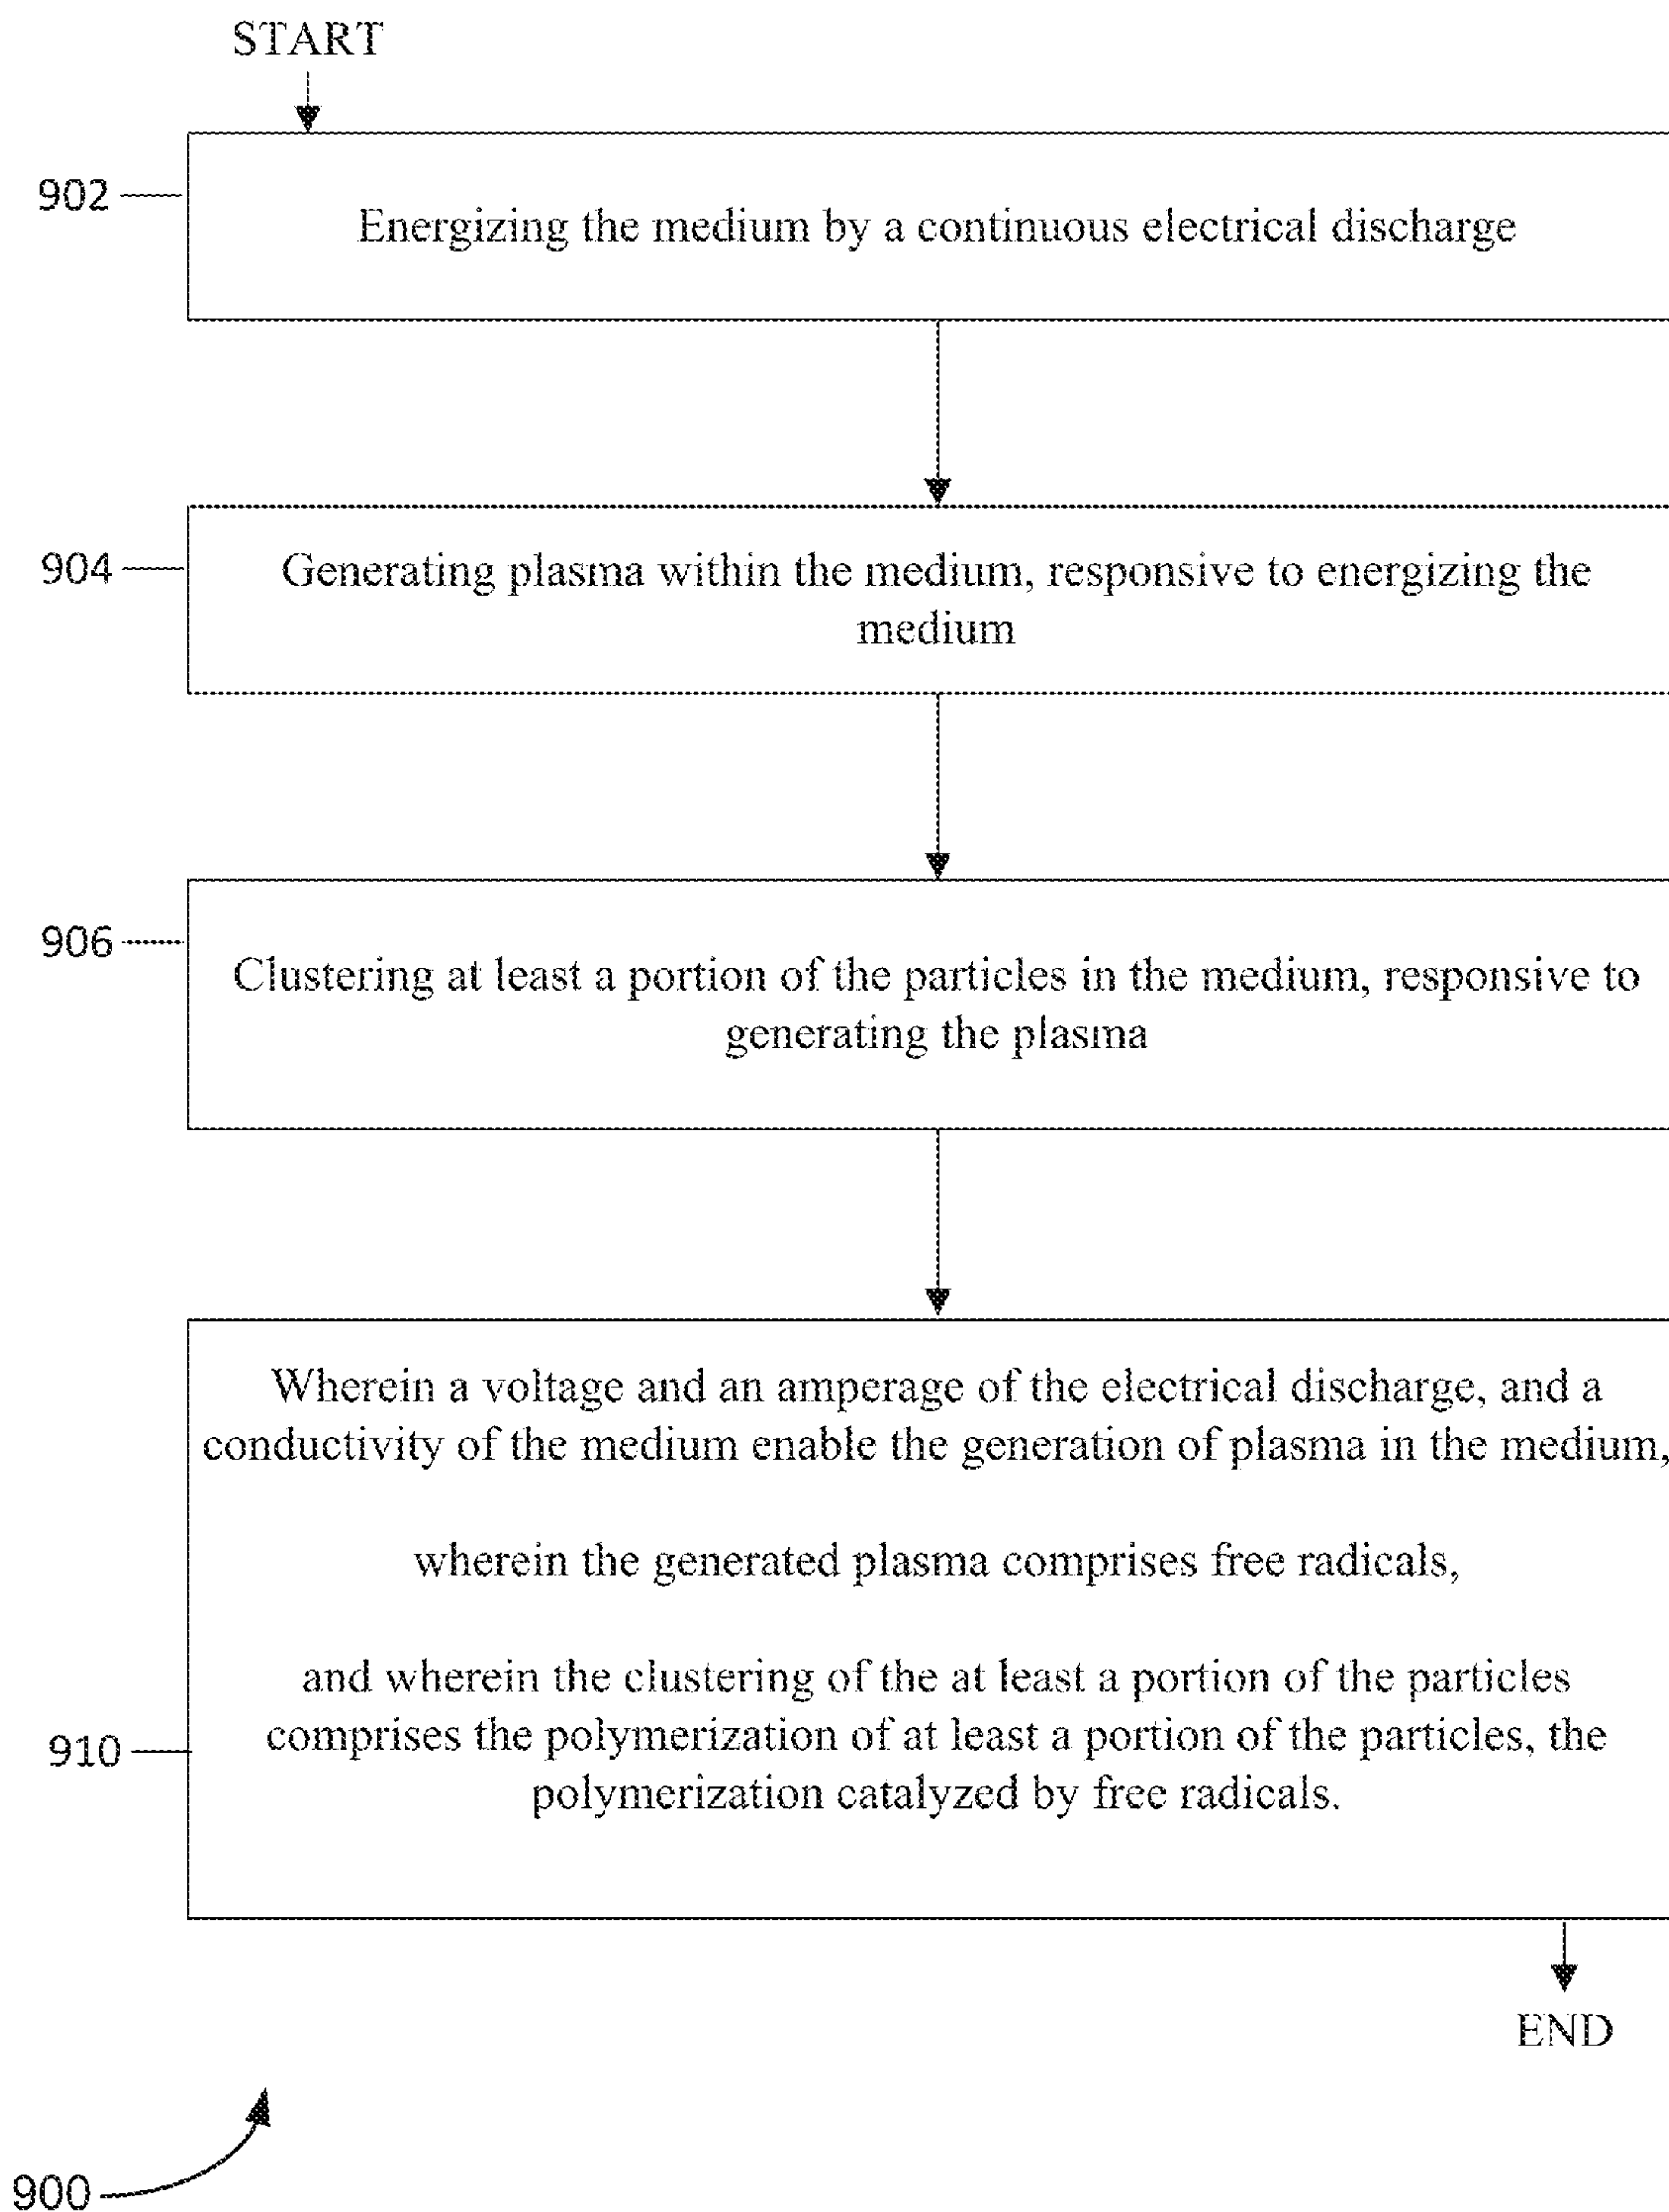 START
902
Energizing the medium by a continuous electrical discharge
904
Generating plasma within the medium, responsive to energizing the
medium
906
Clustering at least a portion of the particles in the medium, responsive to
generating the plasma
Wherein a voltage and an amperage of the electrical discharge, and a
conductivity of the medium enable the generation of plasma in the medium,
wherein the generated plasma comprises free radicals,
and wherein the clustering of the at least a portion of the particles
comprises the polymerization of at least a portion of the particles, the
910
polymerization catalyzed by free radicals.
END
900